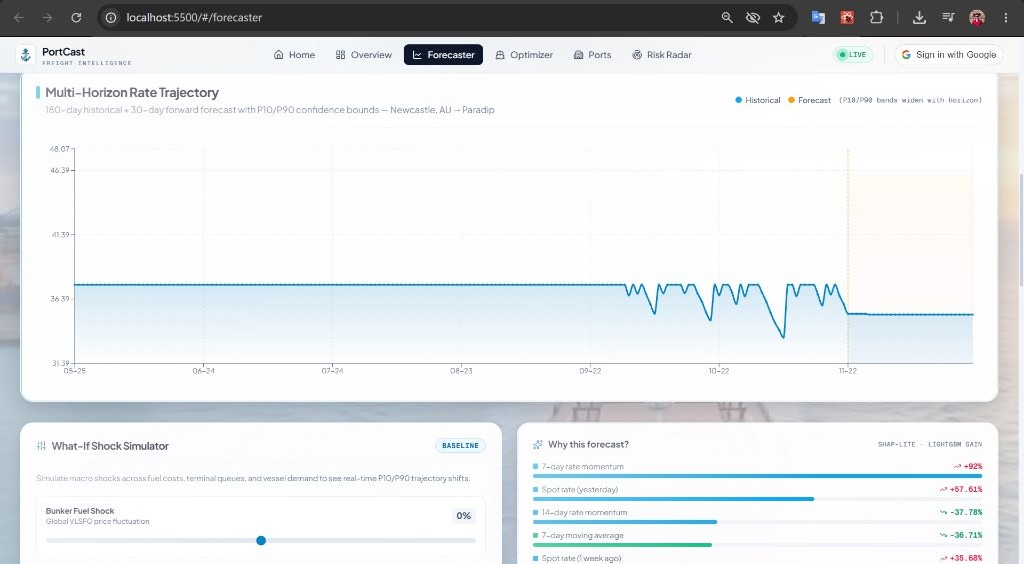 localhost:5500/#/forecaster
PortCast
FREIGHT INTELLIGENCE
Home
Overview
Forecaster
Optimizer
Ports
Risk Radar
LIVE
Sign in with Google
Multi-Horizon Rate Trajectory
180-day historical + 30-day forward forecast with P10/P90 confidence bounds — Newcastle, AU → Paradip
Historical
Forecast
(P10/P90 bands widen with horizon)
48.07
46.39
41.39
36.39
31.39
05-25
06-24
07-24
08-23
09-22
10-22
11-22
What-If Shock Simulator
BASELINE
Simulate macro shocks across fuel costs, terminal queues, and vessel demand to see real-time P10/P90 trajectory shifts.
Bunker Fuel Shock
Global VLSFO price fluctuation
0%
Why this forecast?
SHAP-LITE · LIGHTGBM GAIN
7-day rate momentum
+92%
Spot rate (yesterday)
+57.61%
14-day rate momentum
-37.78%
7-day moving average
-36.71%
Spot rate (1 week ago)
+35.68%